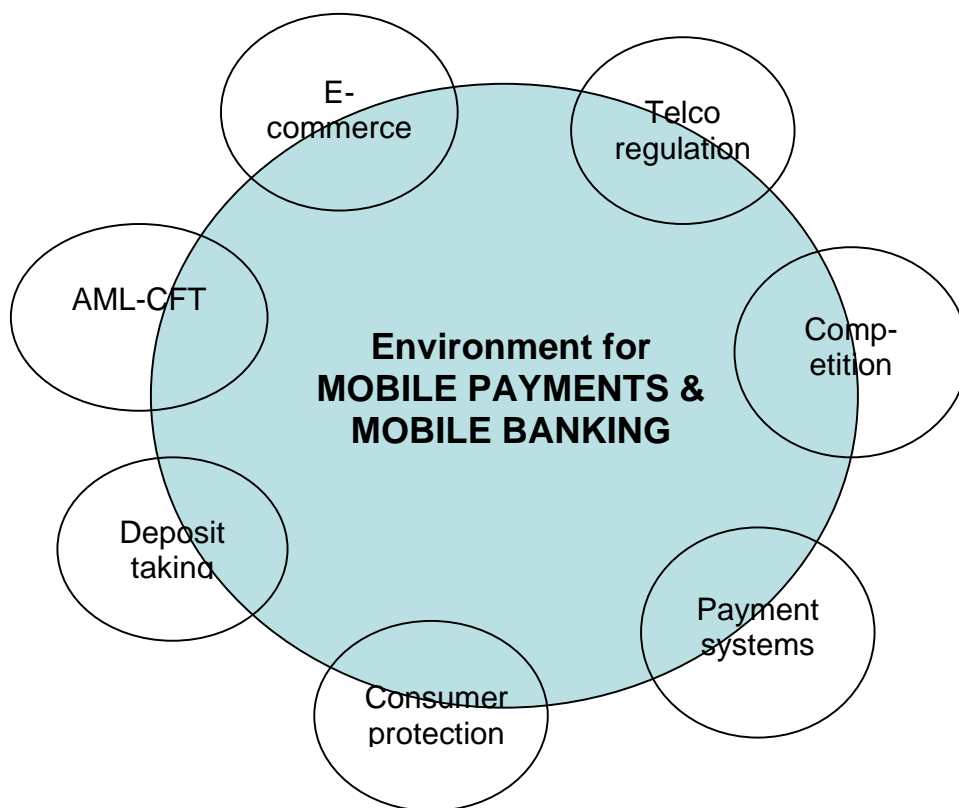 E-
commerce
Telco
regulation
AML-CFT
Comp-
etition
Environment for
MOBILE PAYMENTS &
MOBILE BANKING
Deposit
taking
Payment
systems
Consumer
protection